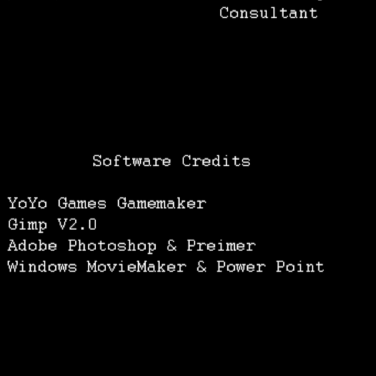 Consultant
Software Credits
YoYo Games Gamemaker
Gimp V2.0
Adobe Photoshop & Preimer
Windows MovieMaker & Power Point